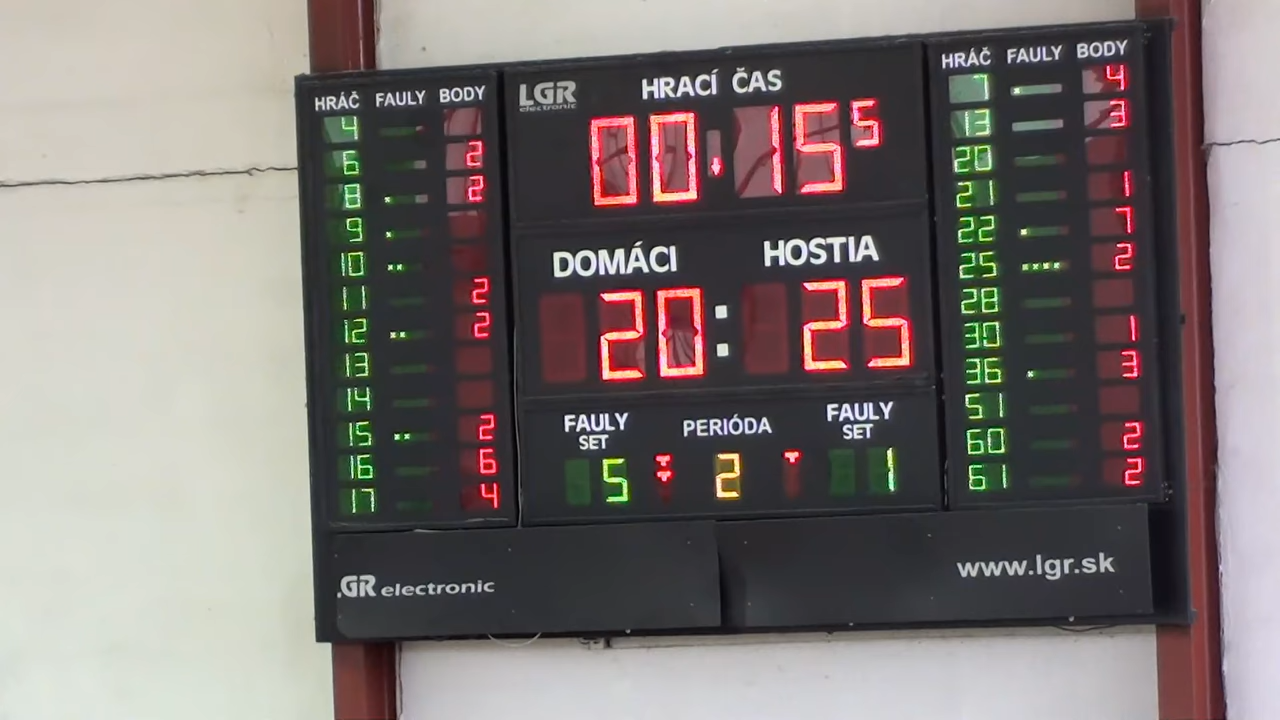 HRÁČ FAULY BODY
4
6 2
8 2
9
10
11 2
12 2
13
14
15 2
16 6
17 4
LGR
electronic
HRACÍ ČAS
00:15 5
DOMÁCI HOSTIA
20:25
FAULY SET PERIÓDA FAULY SET
5 2 1
HRÁČ FAULY BODY
7 4
13 3
20
21 1
22 7
25 2
28
30 1
36 3
51
60 2
61 2
.GR electronic
www.lgr.sk